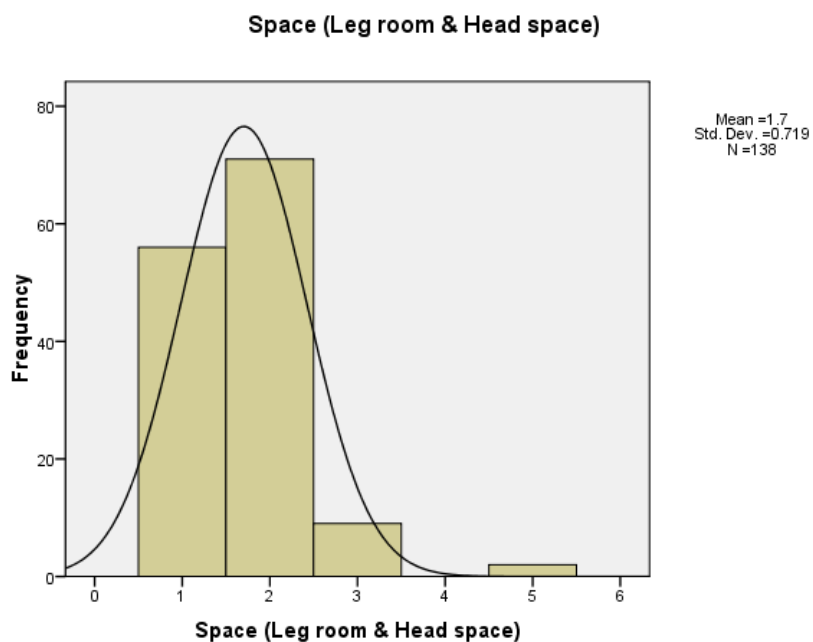 Space (Leg room & Head space)
Mean =1.7
Std. Dev. =0.719
N =138
80
60
40
20
0
Frequency
0 1 2 3 4 5 6
Space (Leg room & Head space)